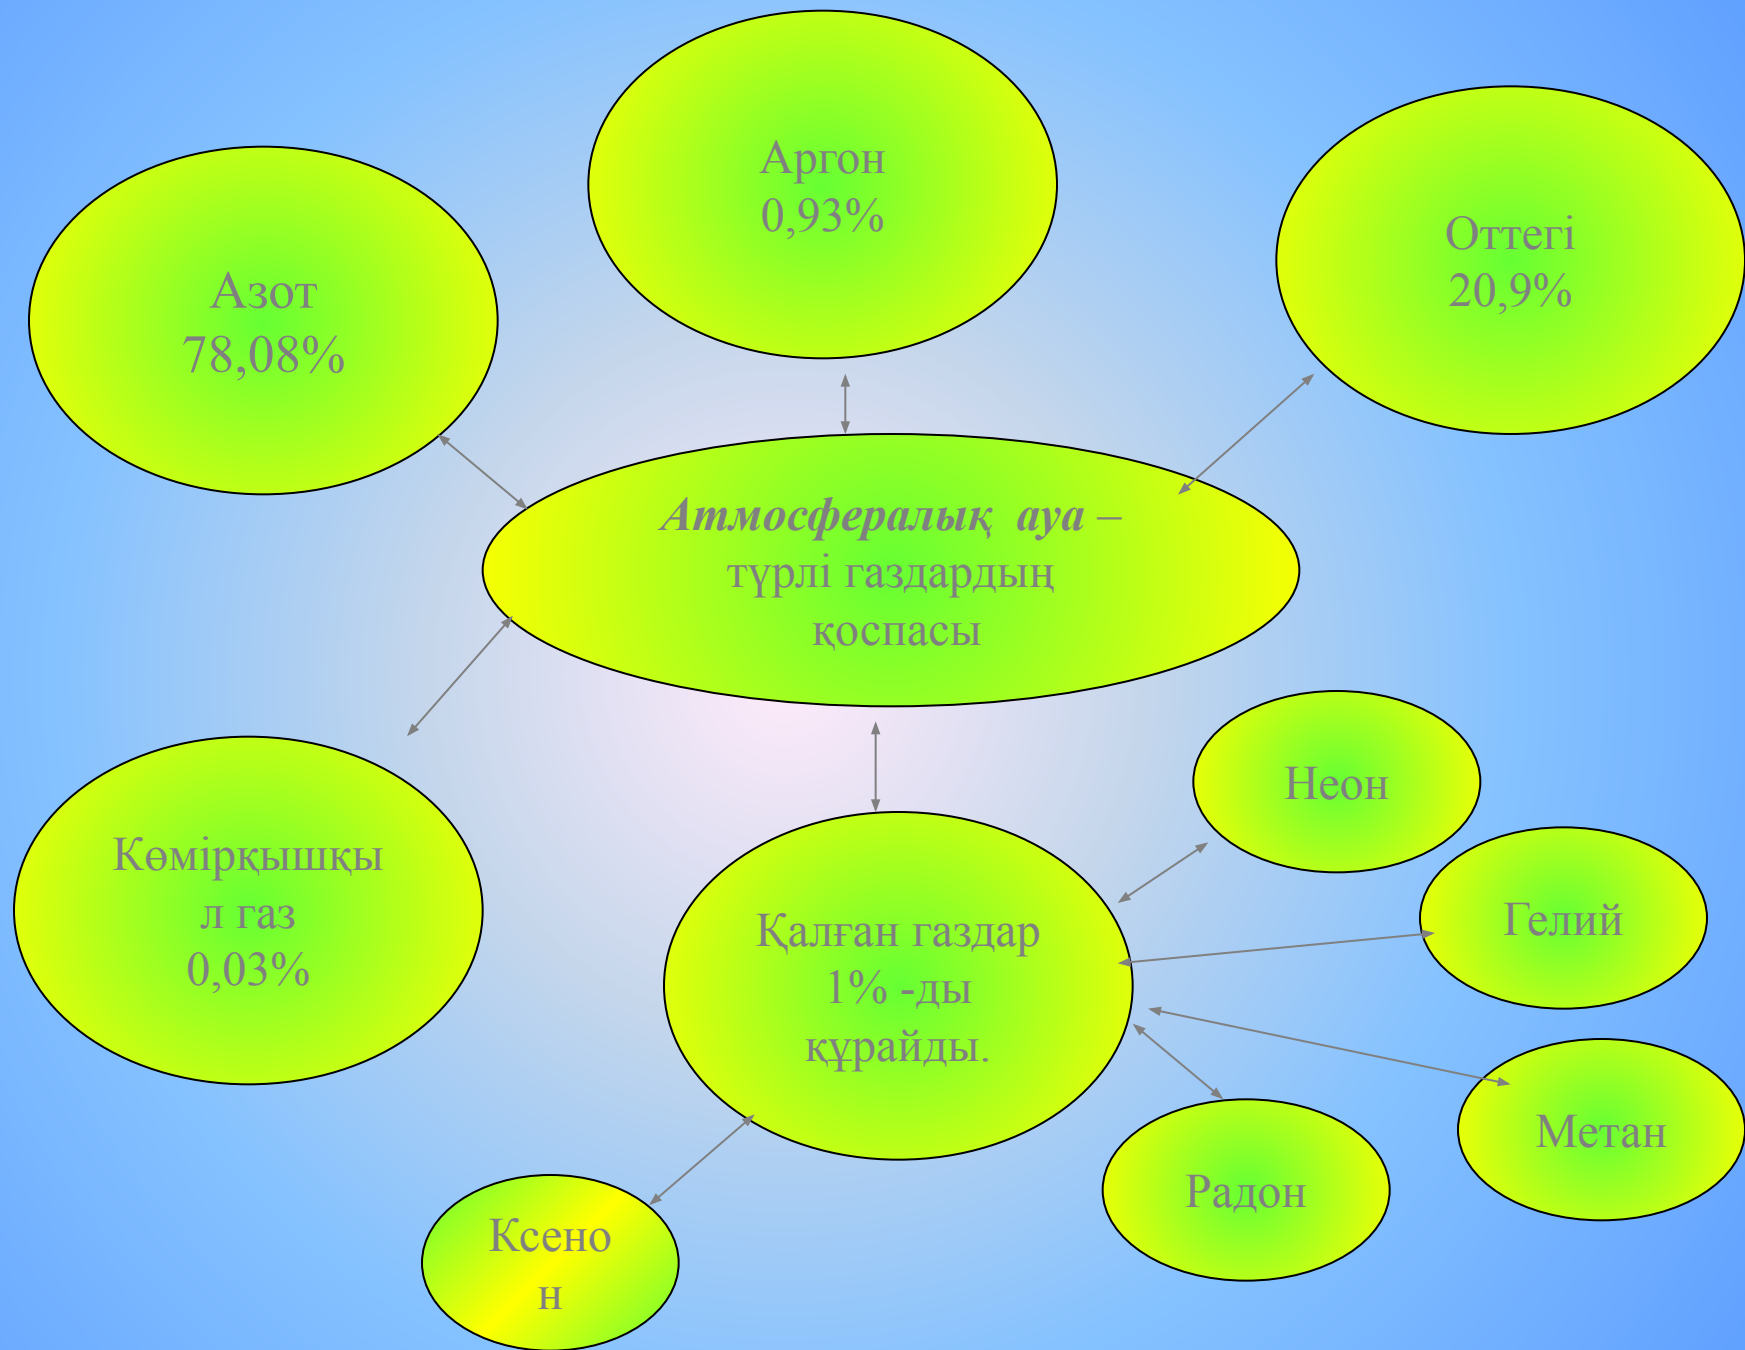 Аргон
0,93%
Азот
78,08%
Оттегі
20,9%
Атмосфералық ауа –
түрлі газдардың
қоспасы
Көмірқышқы
л газ
0,03%
Қалған газдар
1% -ды
құрайды.
Неон
Гелий
Метан
Радон
Ксено
н